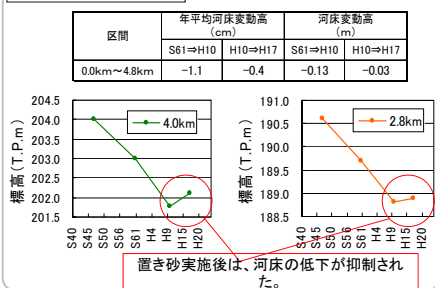 区間 年平均河床変動高（cm） 河床変動高（m）
S61⇒H10 H10⇒H17 S61⇒H10 H10⇒H17
0.0km～4.8km −1.1 −0.4 −0.13 −0.03
標高(T.P.m)
204.5
204.0
203.5
203.0
202.5
202.0
201.5
4.0km
S40 S45 S50 S56 S61 H4 H9 H15 H20
標高(T.P.m)
191.0
190.5
190.0
189.5
189.0
188.5
2.8km
S40 S45 S50 S56 S61 H4 H9 H15 H20
置き砂実施後は、河床の低下が抑制され
た。